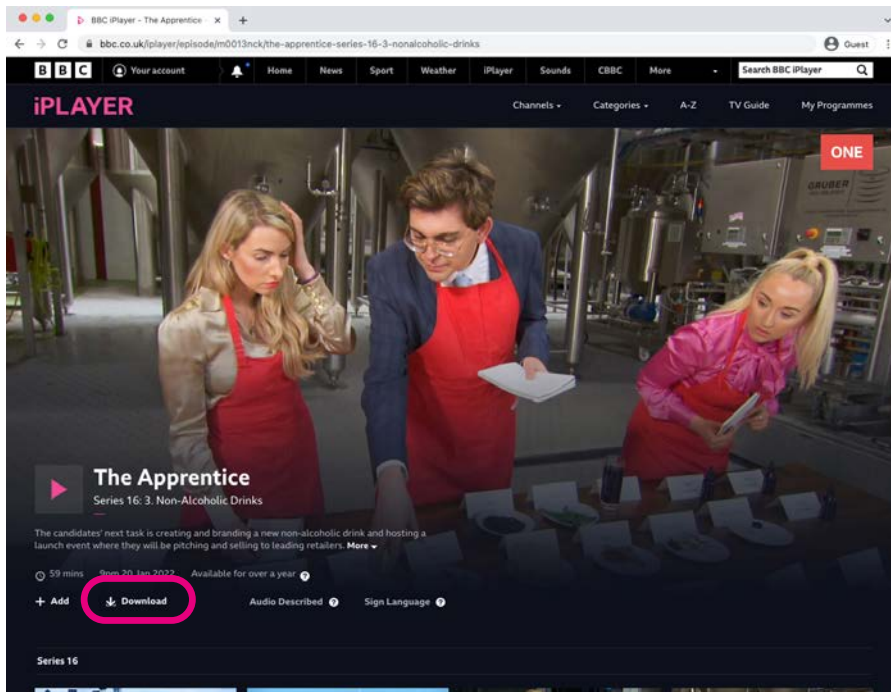 BBC iPlayer - The Apprentice -
bbc.co.uk/iplayer/episode/m0013nck/the-apprentice-series-16-3-nonalcoholic-drinks
Guest
BBC Your account Home News Sport Weather iPlayer Sounds CBBC More Search BBC iPlayer
iPLAYER Channels Categories A-Z TV Guide My Programmes
ONE
GRUBER
The Apprentice
Series 16: 3. Non-Alcoholic Drinks
The candidates' next task is creating and branding a new non-alcoholic drink and hosting a
launch event where they will be pitching and selling to leading retailers. More
59 mins 9pm 20 Jan 2022 Available for over a year ?
+ Add Download Audio Described ? Sign Language ?
Series 16